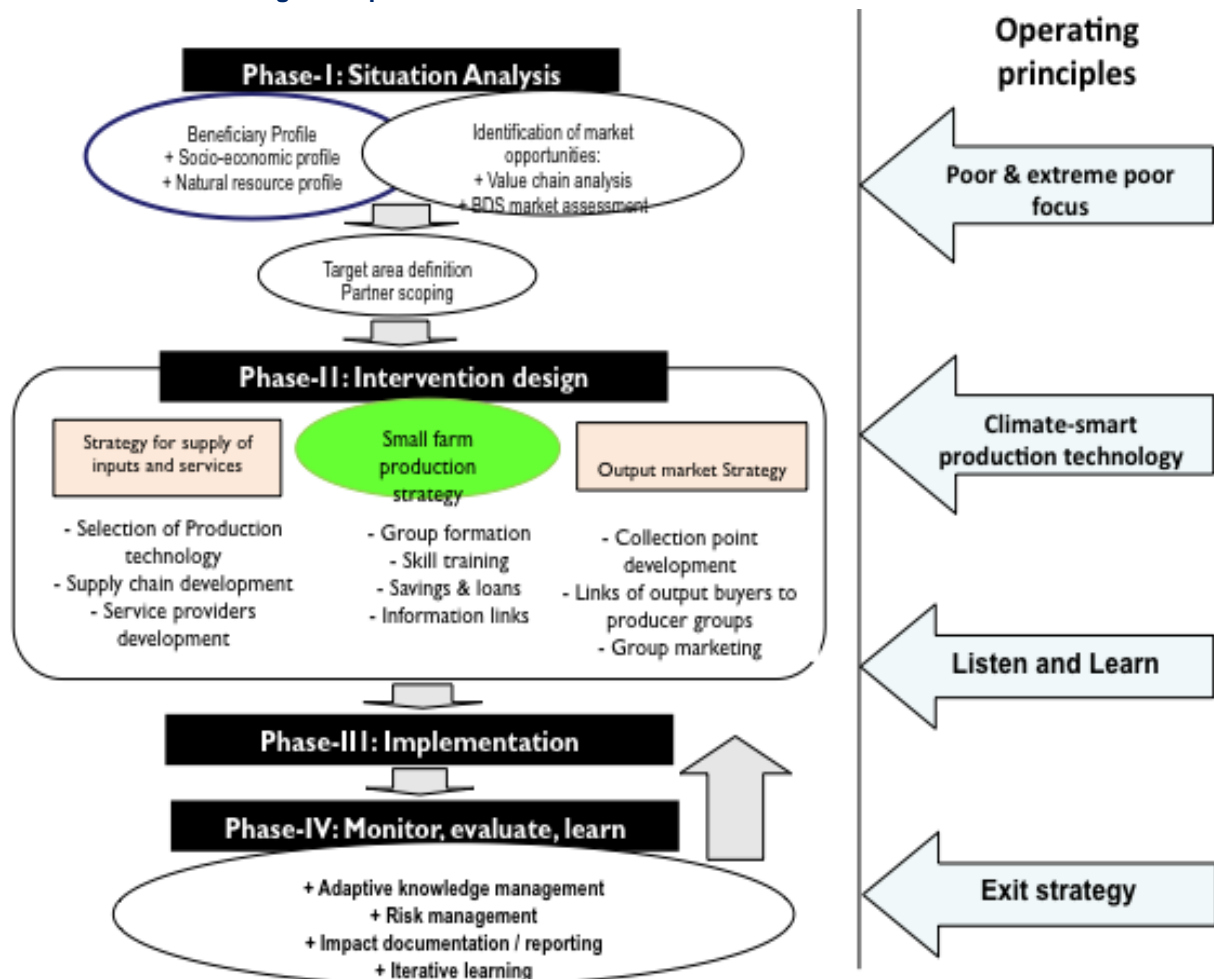 Phase-I: Situation Analysis
Beneficiary Profile
+ Socio-economic profile
+ Natural resource profile
Identification of market
opportunities:
+ Value chain analysis
+ BDS market assessment
Target area definition
Partner scoping
Phase-II: Intervention design
Strategy for supply of
inputs and services
- Selection of Production
technology
- Supply chain development
- Service providers
development
Small farm
production
strategy
- Group formation
- Skill training
- Savings & loans
- Information links
Output market Strategy
- Collection point
development
- Links of output buyers to
producer groups
- Group marketing
Phase-III: Implementation
Phase-IV: Monitor, evaluate, learn
+ Adaptive knowledge management
+ Risk management
+ Impact documentation / reporting
+ Iterative learning
Operating
principles
Poor & extreme poor
focus
Climate-smart
production technology
Listen and Learn
Exit strategy